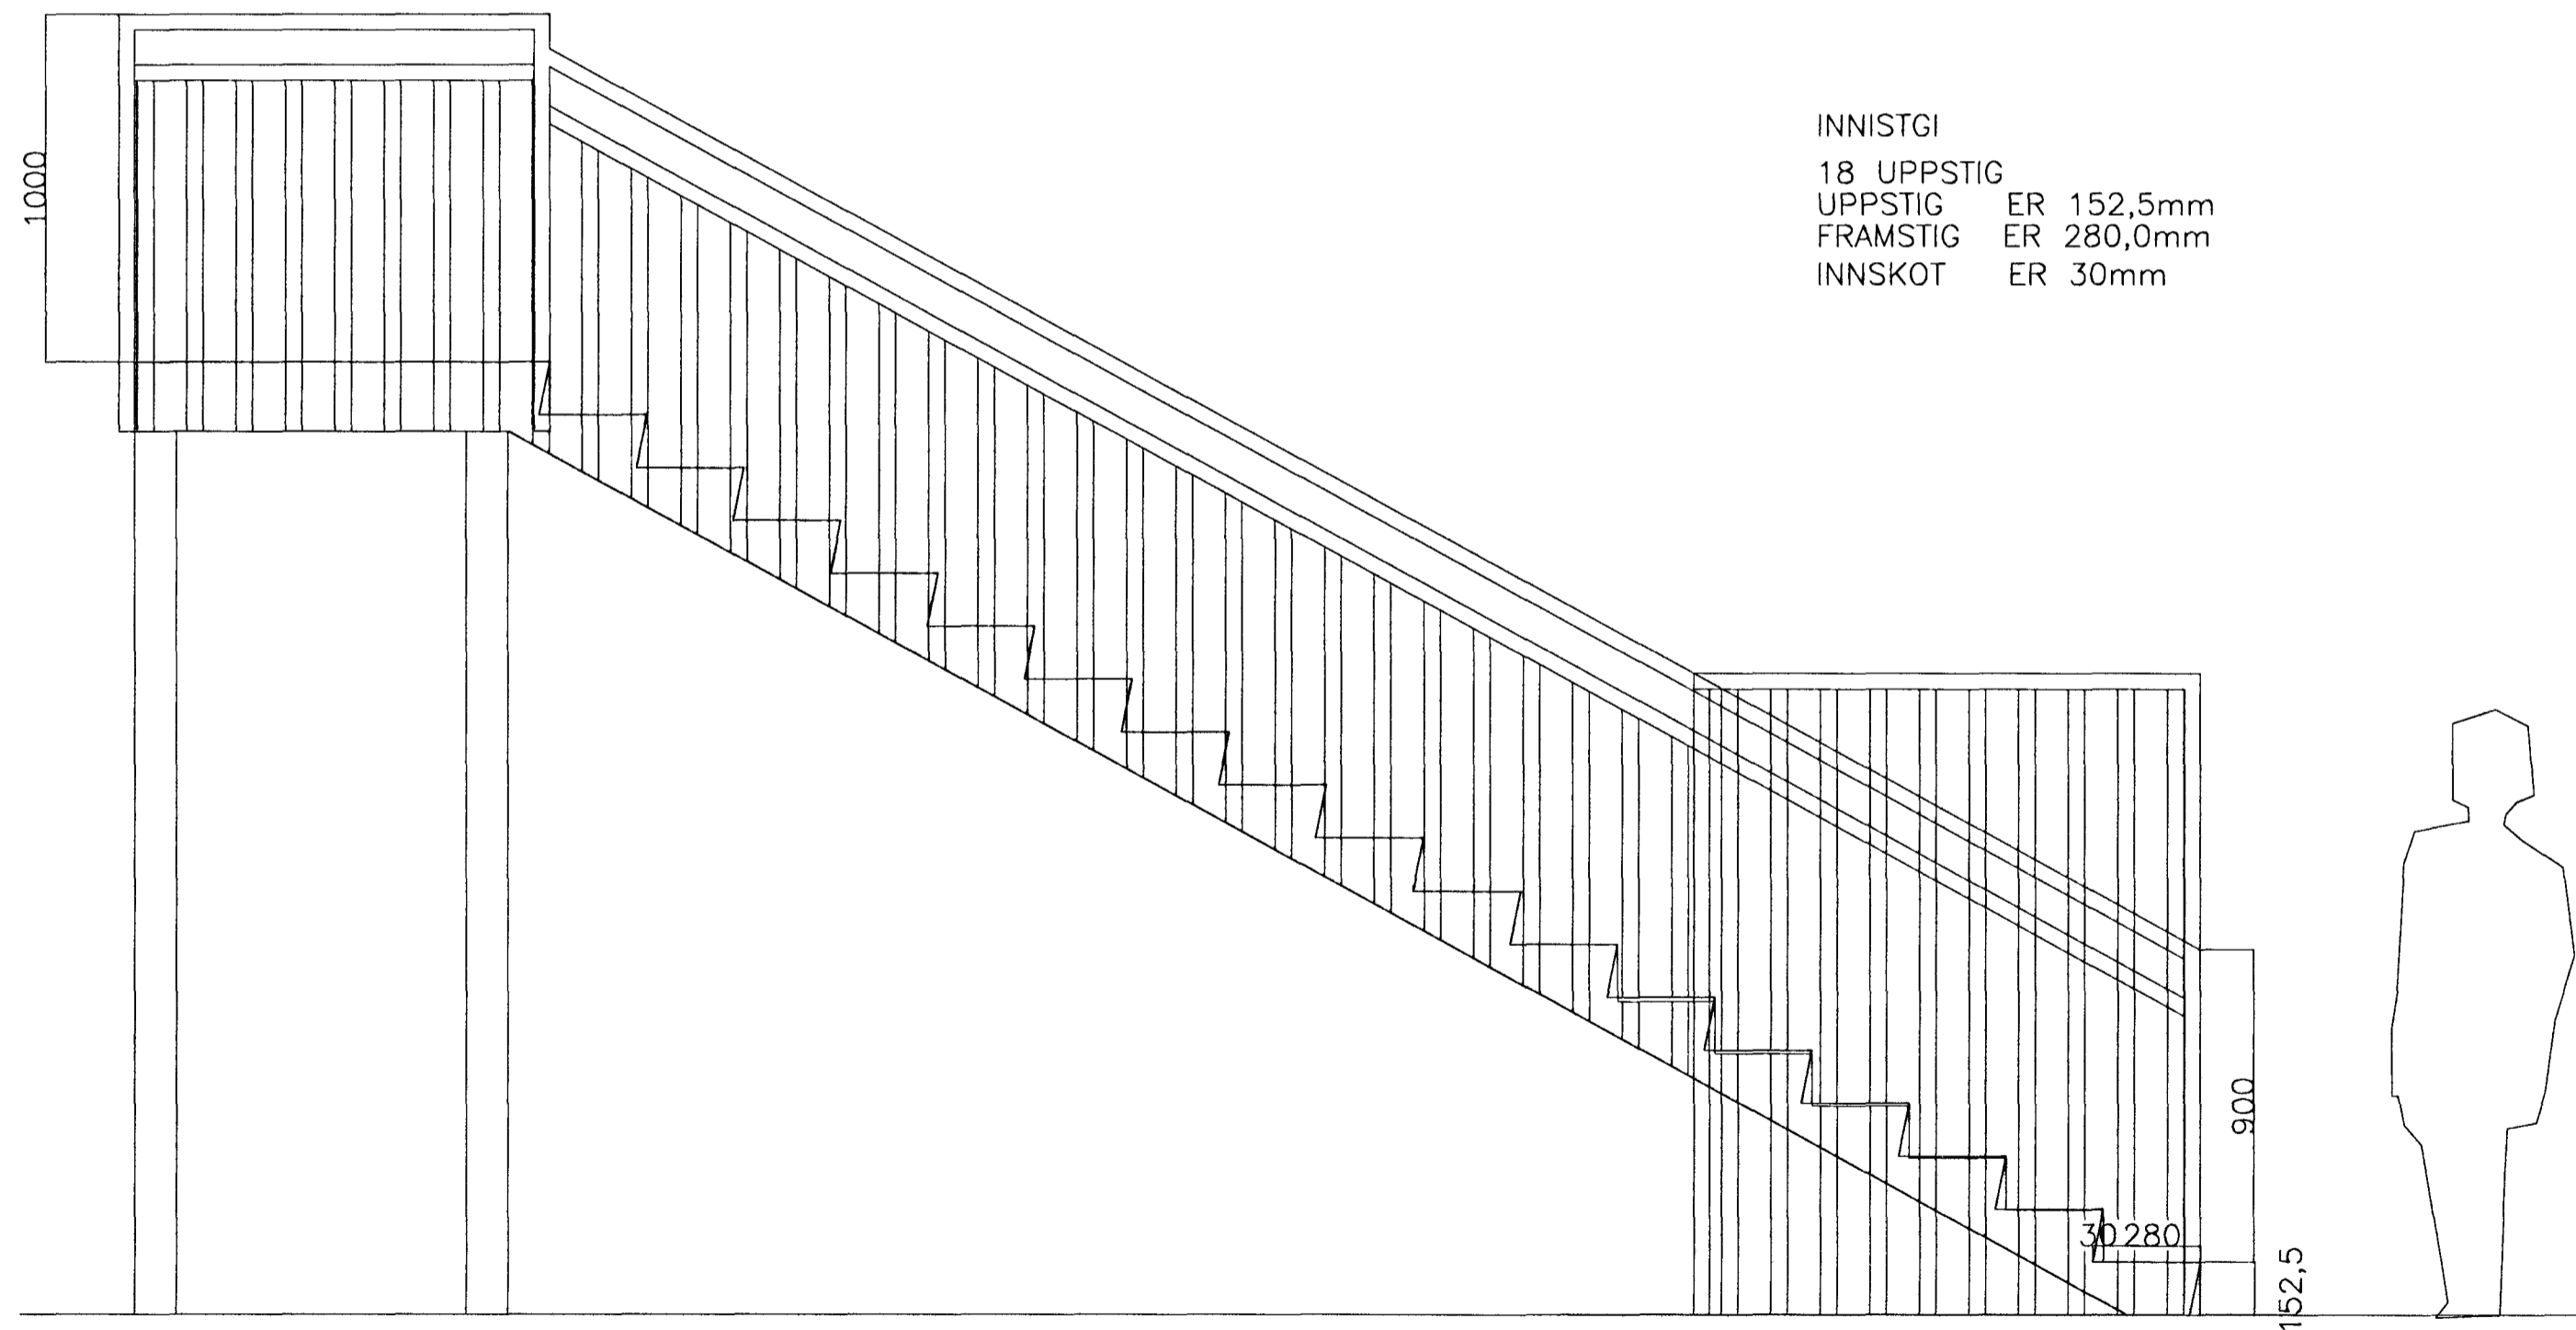 1000
INNISTGI
18 UPPSTIG
UPPSTIG ER 152,5mm
FRAMSTIG ER 280,0mm
INNSKOT ER 30mm
900
30 280
152,5